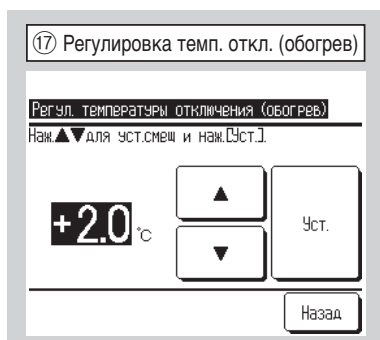 ⑰ Регулировка темп. откл. (обогрев)
Регул. температуры отключения (обогрев)
Наж.▲▼для уст.смещ и наж.[Уст.].
▲
+2.0 °C
Уст.
▼
Назад